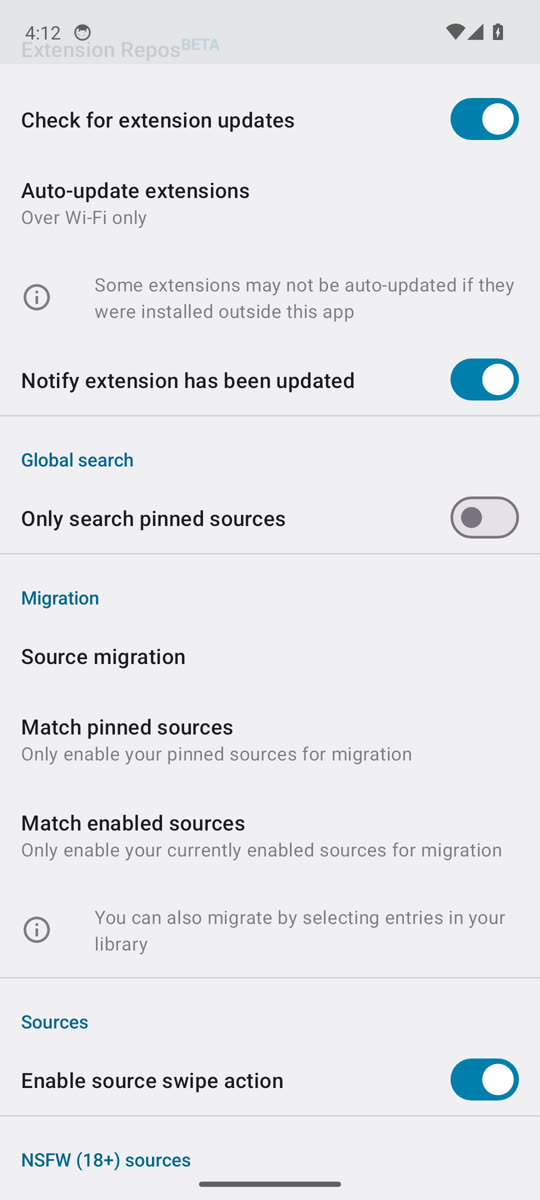 4:12
Extension Repos BETA
Check for extension updates
Auto-update extensions
Over Wi-Fi only
Some extensions may not be auto-updated if they
were installed outside this app
Notify extension has been updated
Global search
Only search pinned sources
Migration
Source migration
Match pinned sources
Only enable your pinned sources for migration
Match enabled sources
Only enable your currently enabled sources for migration
You can also migrate by selecting entries in your
library
Sources
Enable source swipe action
NSFW (18+) sources